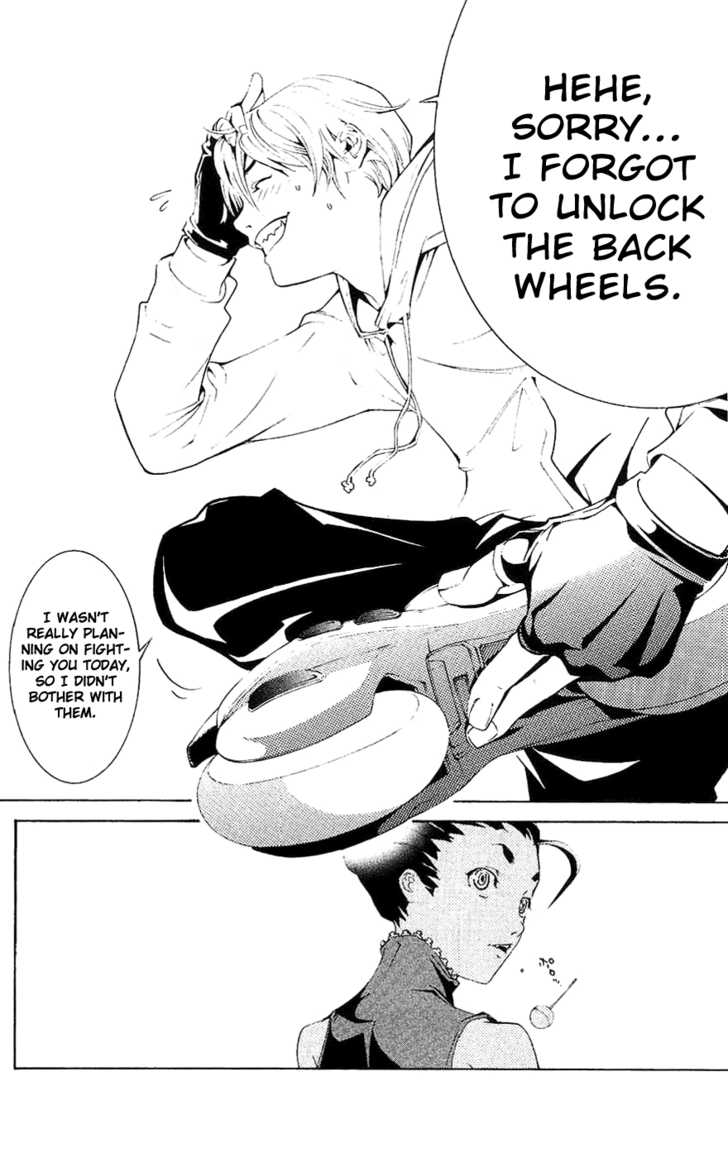 HEHE,
SORRY...
I FORGOT
TO UNLOCK
THE BACK
WHEELS.
I WASN'T
REALLY PLAN-
NING ON FIGHT-
ING YOU TODAY,
SO I DIDN'T
BOTHER WITH
THEM.